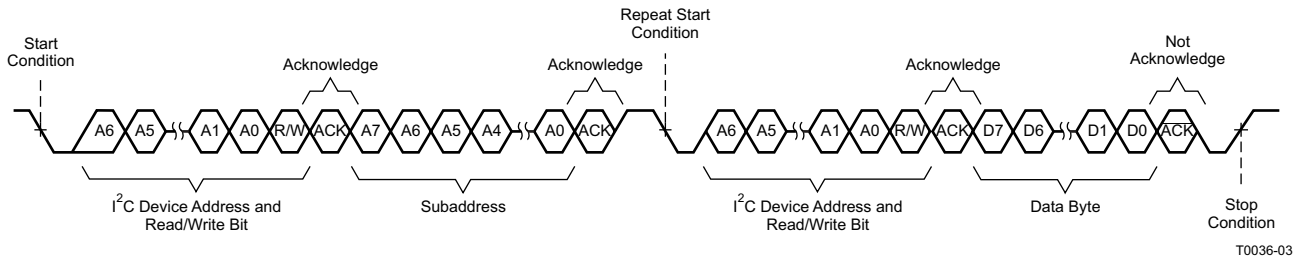 Repeat Start
Condition
Start
Condition
Not
Acknowledge
Acknowledge
Acknowledge
Acknowledge
A6 A5 A1 A0 R/W ACK A7 A6 A5 A4 A0 ACK A6 A5 A1 A0 R/W ACK D7 D6 D1 D0 ACK
I2C Device Address and
Read/Write Bit
Subaddress
I2C Device Address and
Read/Write Bit
Data Byte
Stop
Condition
T0036-03